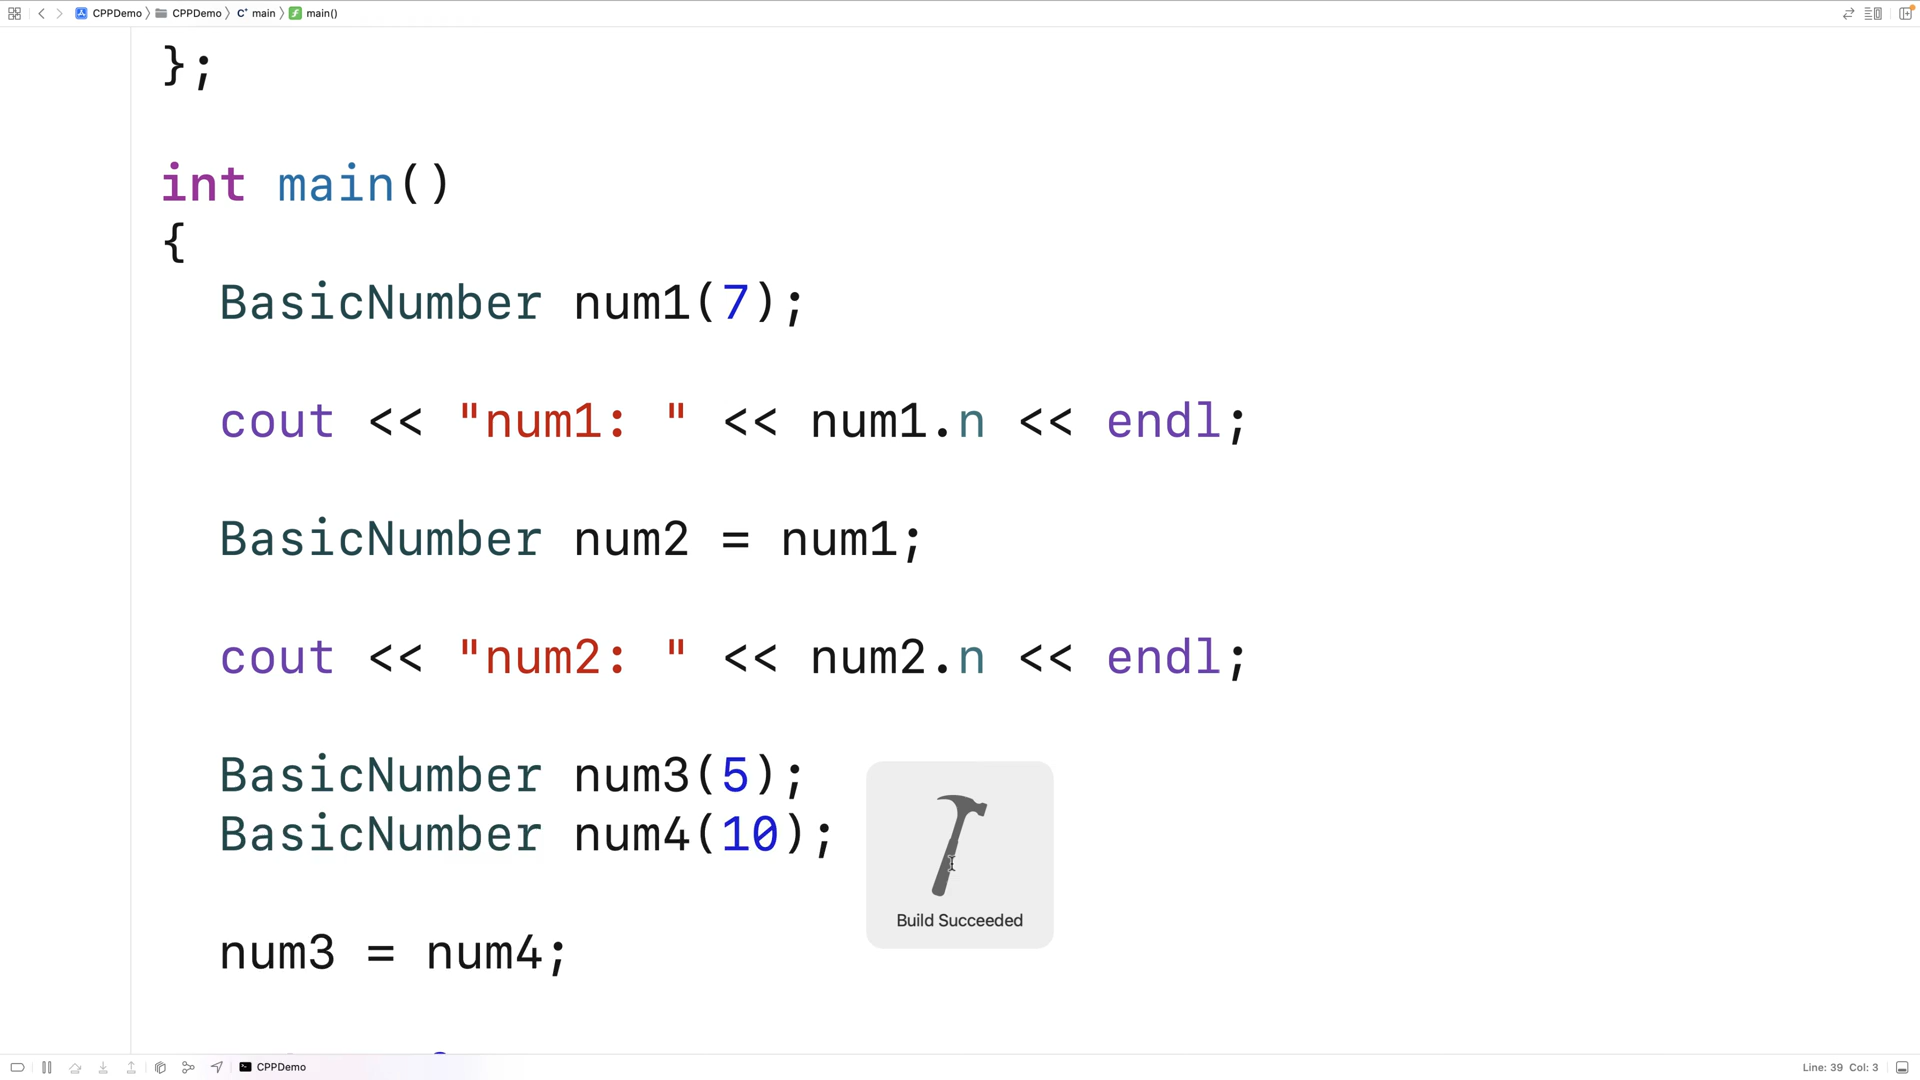 CPPDemo CPPDemo C+ main f main()
};
int main()
{
BasicNumber num1(7);
cout << "num1: " << num1.n << endl;
BasicNumber num2 = num1;
cout << "num2: " << num2.n << endl;
BasicNumber num3(5);
BasicNumber num4(10);
Build Succeeded
num3 = num4;
CPPDemo
Line: 39 Col: 3